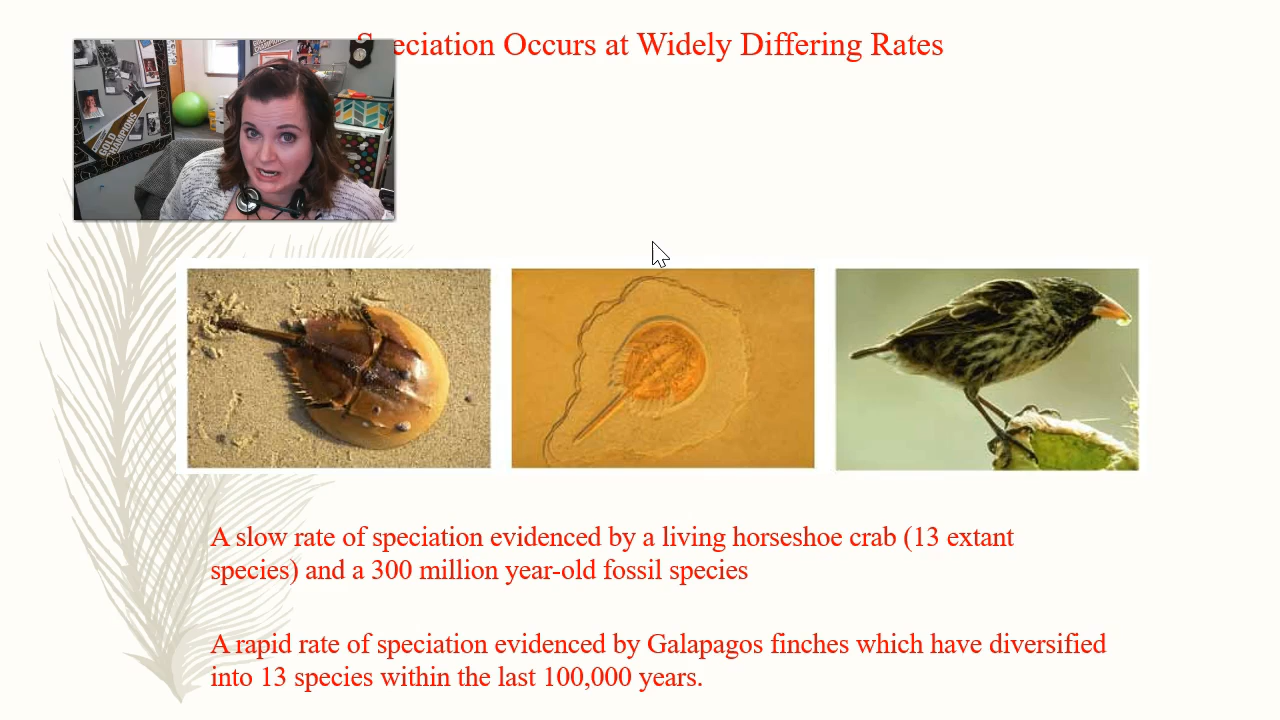 Speciation Occurs at Widely Differing Rates
GOLD
CHAMPIONS
A slow rate of speciation evidenced by a living horseshoe crab (13 extant
species) and a 300 million year-old fossil species
A rapid rate of speciation evidenced by Galapagos finches which have diversified
into 13 species within the last 100,000 years.